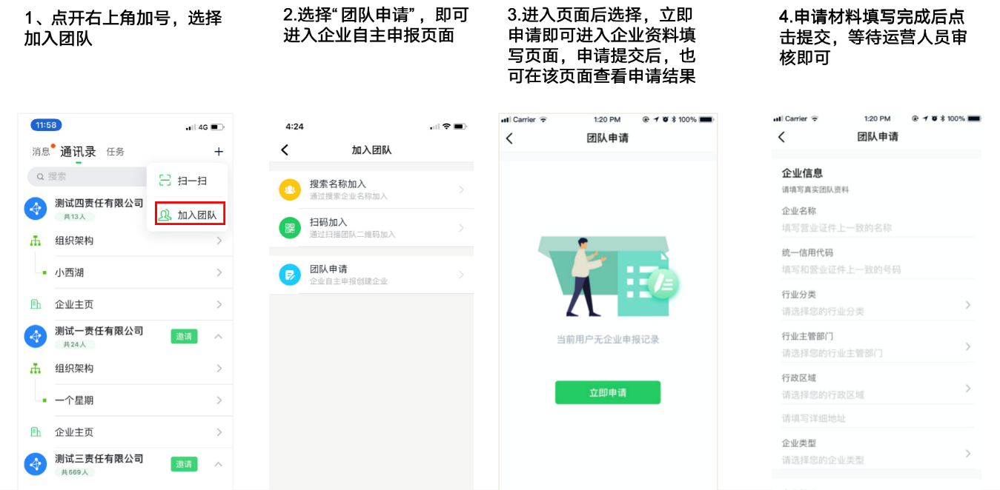 1、点开右上角加号，选择
加入团队
2.选择“团队申请”，即可
进入企业自主申报页面
3.进入页面后选择，立即
申请即可进入企业资料填
写页面，申请提交后，也
可在该页面查看申请结果
4.申请材料填写完成后点
击提交，等待运营人员审
核即可
11:58
4G
消息 通讯录 任务
搜索
扫一扫
加入团队
测试四责任有限公司
共13人
组织架构
小西湖
企业主页
测试一责任有限公司
共24人
邀请
组织架构
一个星期
企业主页
测试三责任有限公司
共569人
邀请
4:24
加入团队
搜索名称加入
通过搜索企业名称加入
扫码加入
通过扫描团队二维码加入
团队申请
企业自主申报创建企业
Carrier 1:20 PM 100%
团队申请
当前用户无企业申报记录
立即申请
Carrier 1:20 PM 100%
团队申请
企业信息
请填写真实团队资料
企业名称
填写营业证件上一致的名称
统一信用代码
填写和营业证件上一致的号码
行业分类
请选择您的行业分类
行业主管部门
请选择您的行业主管部门
行政区域
请选择您的行政区域
请填写详细地址
企业类型
请选择您的企业类型